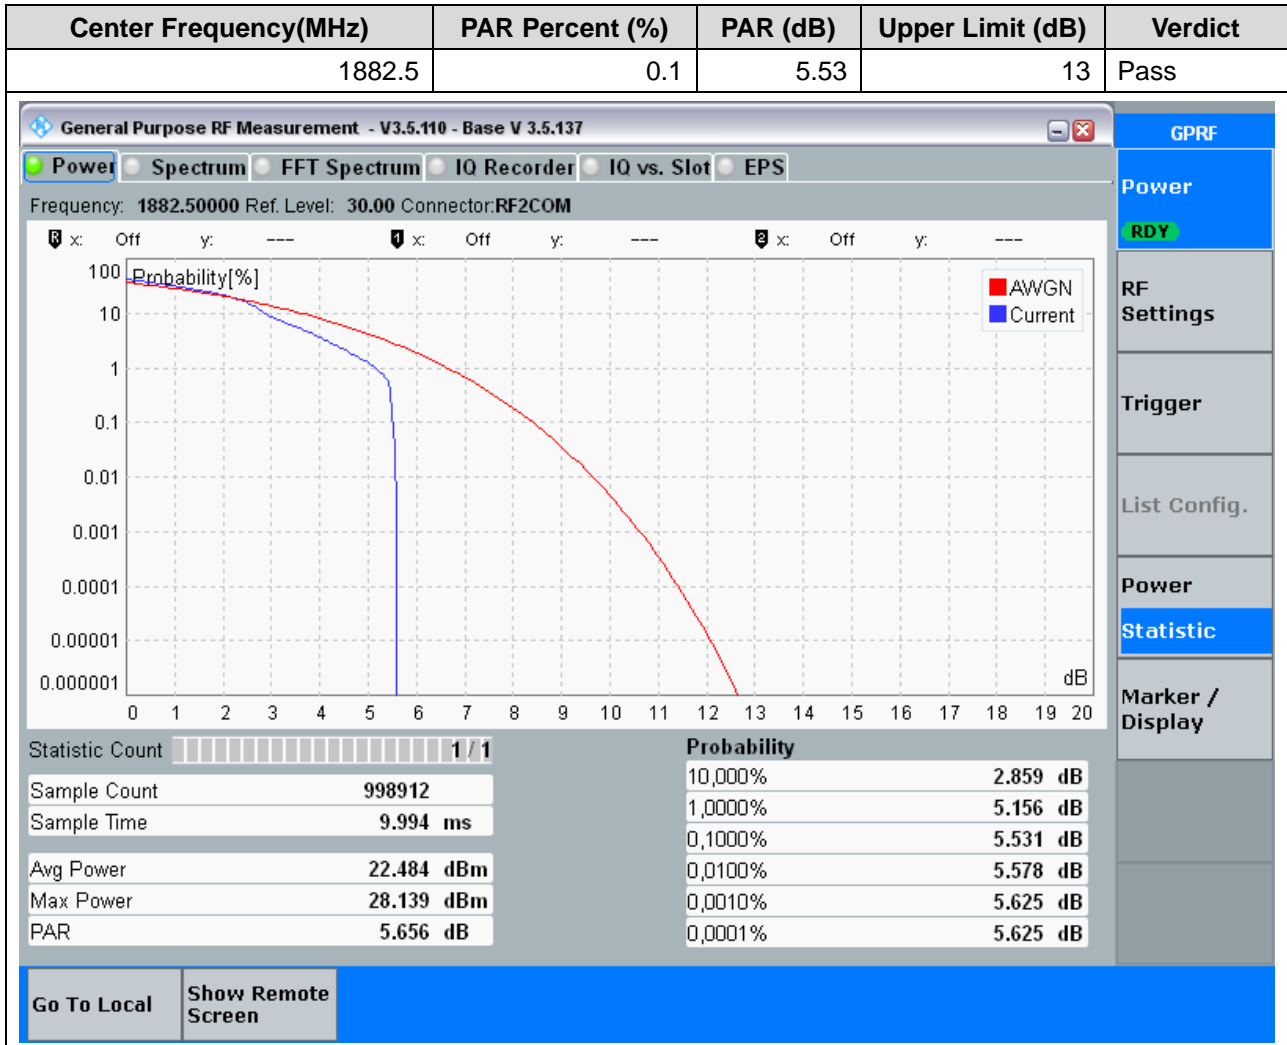 Center Frequency(MHz) PAR Percent (%) PAR (dB) Upper Limit (dB) Verdict
1882.5 0.1 5.53 13 Pass
General Purpose RF Measurement - V3.5.110 - Base V 3.5.137
GPRF
Power Spectrum FFT Spectrum IQ Recorder IQ vs. Slot EPS
Frequency: 1882.50000 Ref. Level: 30.00 Connector:RF2COM
R x: Off y: --- 1 x: Off y: --- 2 x: Off y: ---
Power
RDY
RF
Settings
Trigger
List Config.
Power
Statistic
Marker /
Display
Probability[%]
AWGN
Current
100
10
1
0.1
0.01
0.001
0.0001
0.00001
0.000001
dB
0 1 2 3 4 5 6 7 8 9 10 11 12 13 14 15 16 17 18 19 20
Statistic Count 1 / 1
Sample Count 998912
Sample Time 9.994 ms
Avg Power 22.484 dBm
Max Power 28.139 dBm
PAR 5.656 dB
Probability
10,000% 2.859 dB
1,0000% 5.156 dB
0,1000% 5.531 dB
0,0100% 5.578 dB
0,0010% 5.625 dB
0,0001% 5.625 dB
Go To Local
Show Remote
Screen